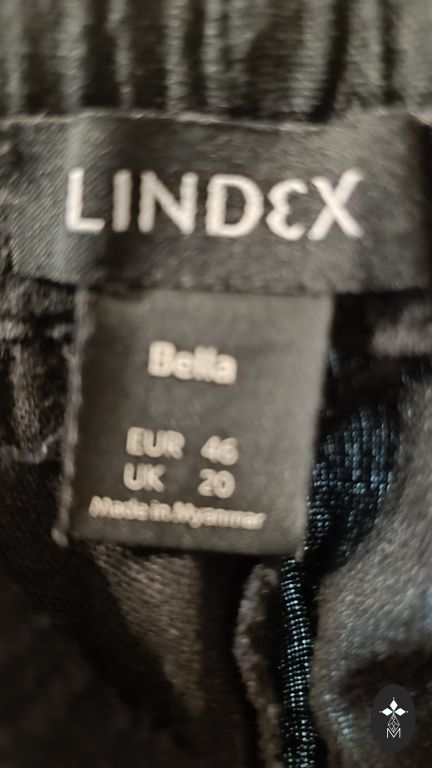 LINDEX
Bella
EUR 46
UK 20
Made in Myanmar
M